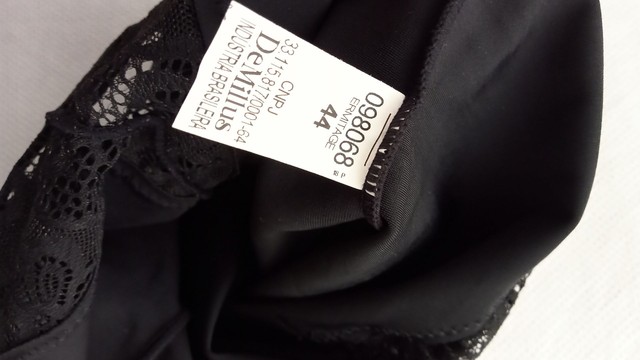 098068
ERMITAGE
44
CNPJ
33.115.817/0001-64
DeMillus
INDÚSTRIA BRASILEIRA